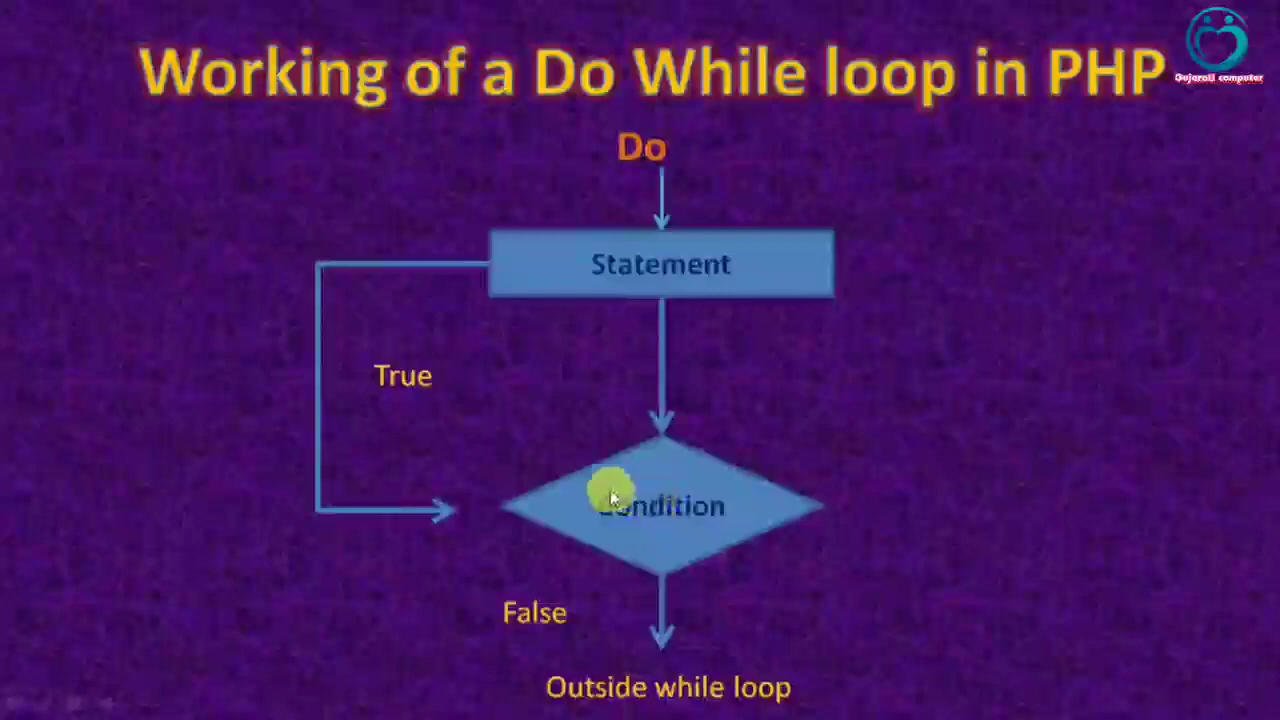 Working of a Do While loop in PHP
Gujarati computer
Do
Statement
True
Condition
False
Outside while loop